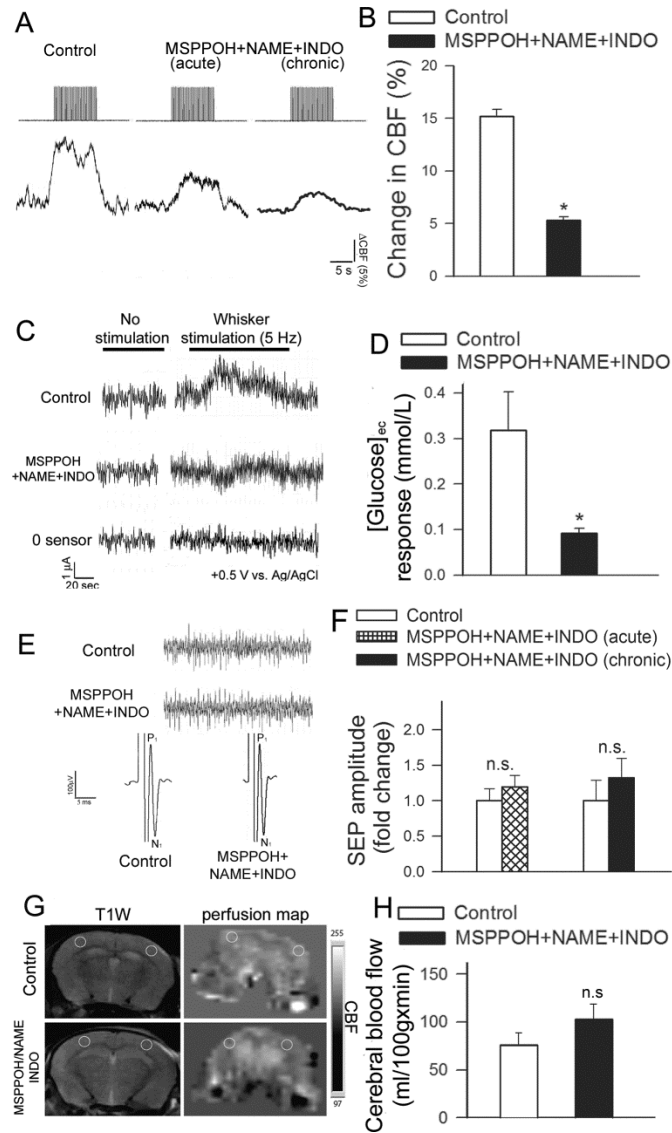 A
Control
MSPPOH+NAME+INDO
(acute) (chronic)
ΔCBF (5%)
5 s
B
Control
MSPPOH+NAME+INDO
Change in CBF (%)
20
15
10
5
0
*
C
No stimulation
Whisker stimulation (5 Hz)
Control
MSPPOH
+NAME+INDO
0 sensor
1 µA
20 sec
+0.5 V vs. Ag/AgCl
D
Control
MSPPOH+NAME+INDO
[Glucose]ec
response (mmol/L)
0.4
0.3
0.2
0.1
0.0
*
E
Control
MSPPOH
+NAME+INDO
P1
P1
100µV
3 ms
N1
N1
Control
MSPPOH+
NAME+INDO
F
Control
MSPPOH+NAME+INDO (acute)
MSPPOH+NAME+INDO (chronic)
SEP amplitude
(fold change)
2.0
1.5
1.0
0.5
0.0
n.s.
n.s.
G
T1W
perfusion map
Control
MSPPOH/NAME
INDO
255
CBF
97
H
Control
MSPPOH+NAME+INDO
Cerebral blood flow
(ml/100gxmin)
150
100
50
0
n.s